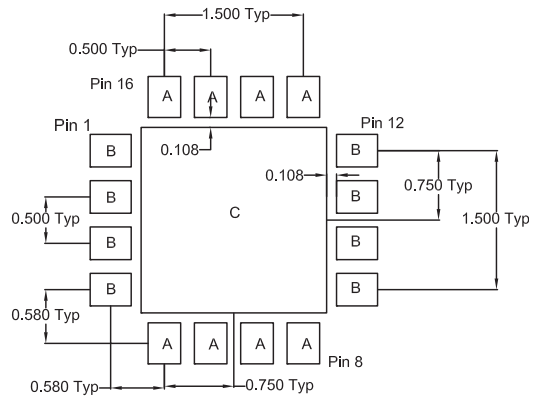 1.500 Typ
0.500 Typ
Pin 16
A A A A
Pin 1
Pin 12
B
B
0.108
0.108
0.750 Typ
B
B
0.500 Typ
C
1.500 Typ
B
B
B
B
0.580 Typ
A A A A
Pin 8
0.580 Typ
0.750 Typ